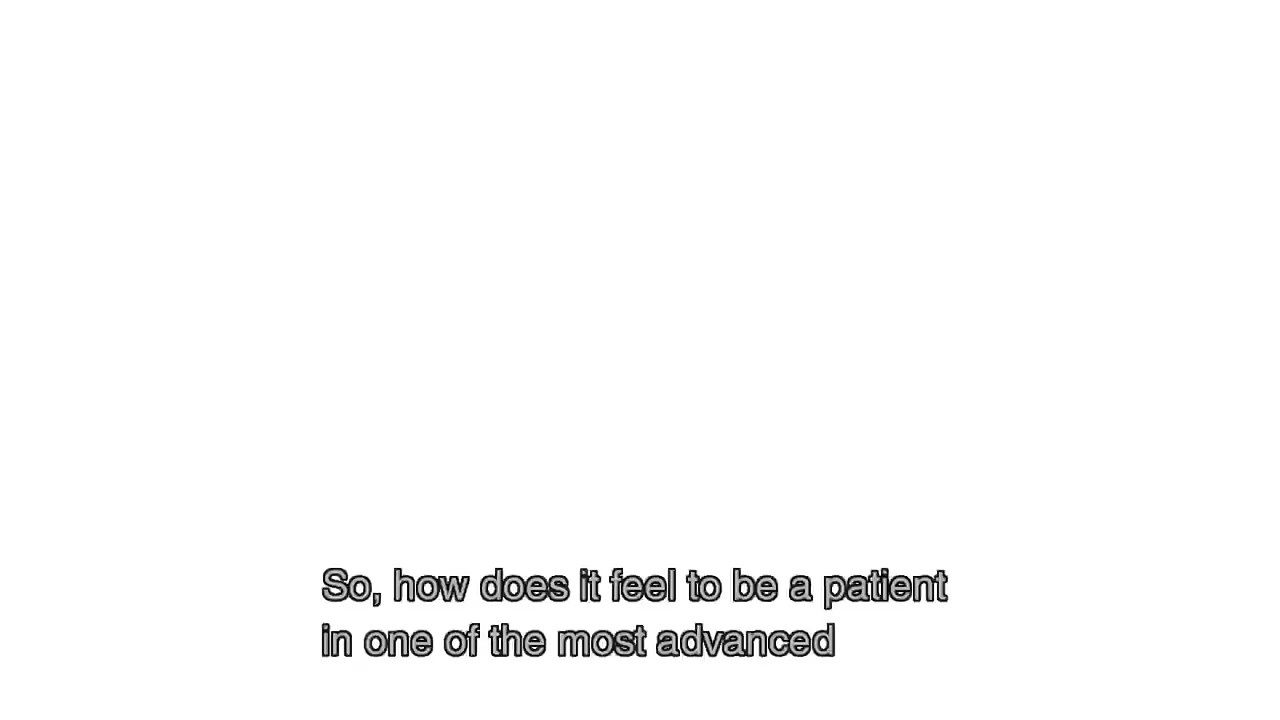 So, how does it feel to be a patient
in one of the most advanced